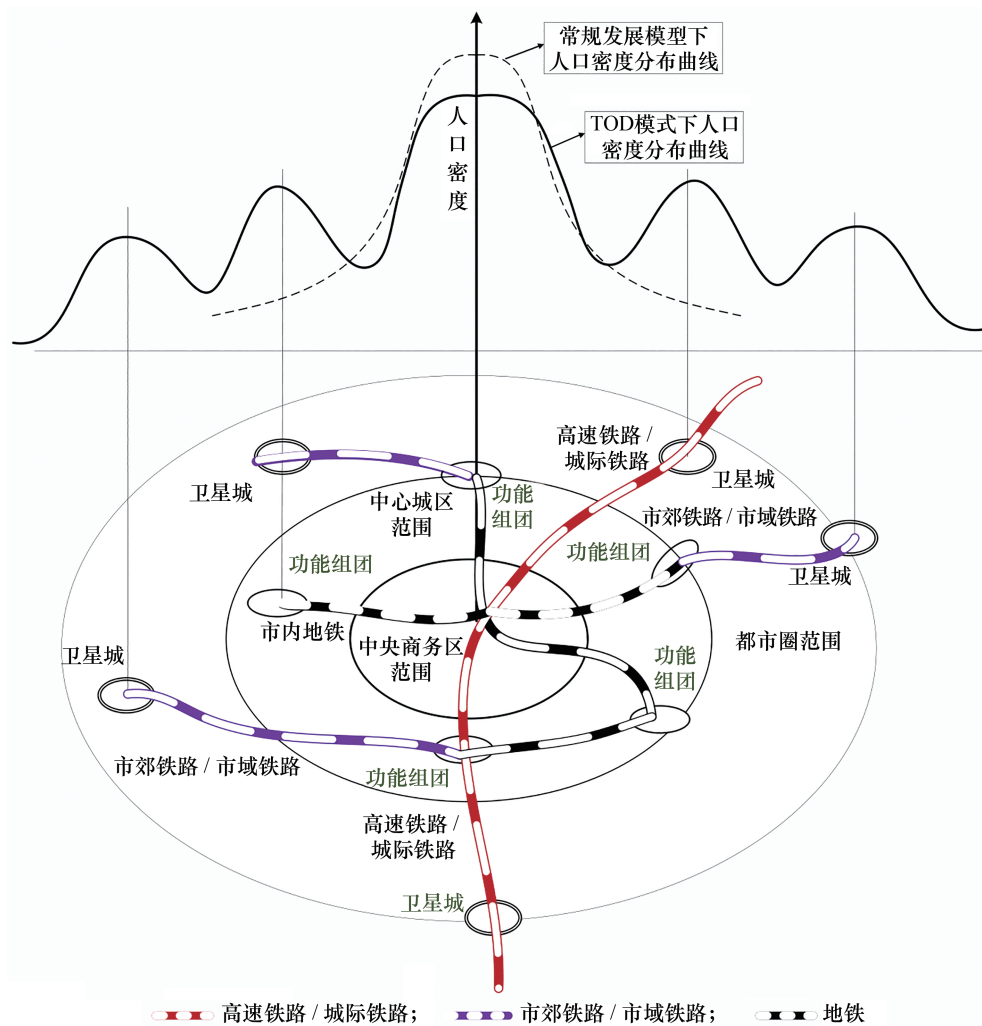 常规发展模型下
人口密度分布曲线
人口密度
TOD模式下人口
密度分布曲线
高速铁路 /
城际铁路
卫星城
卫星城
中心城区
范围
功能
组团
市郊铁路 / 市域铁路
功能组团
功能组团
卫星城
市内地铁
中央商务区
范围
都市圈范围
卫星城
功能
组团
市郊铁路 / 市域铁路
功能组团
高速铁路 /
城际铁路
卫星城
高速铁路 / 城际铁路; 市郊铁路 / 市域铁路; 地铁